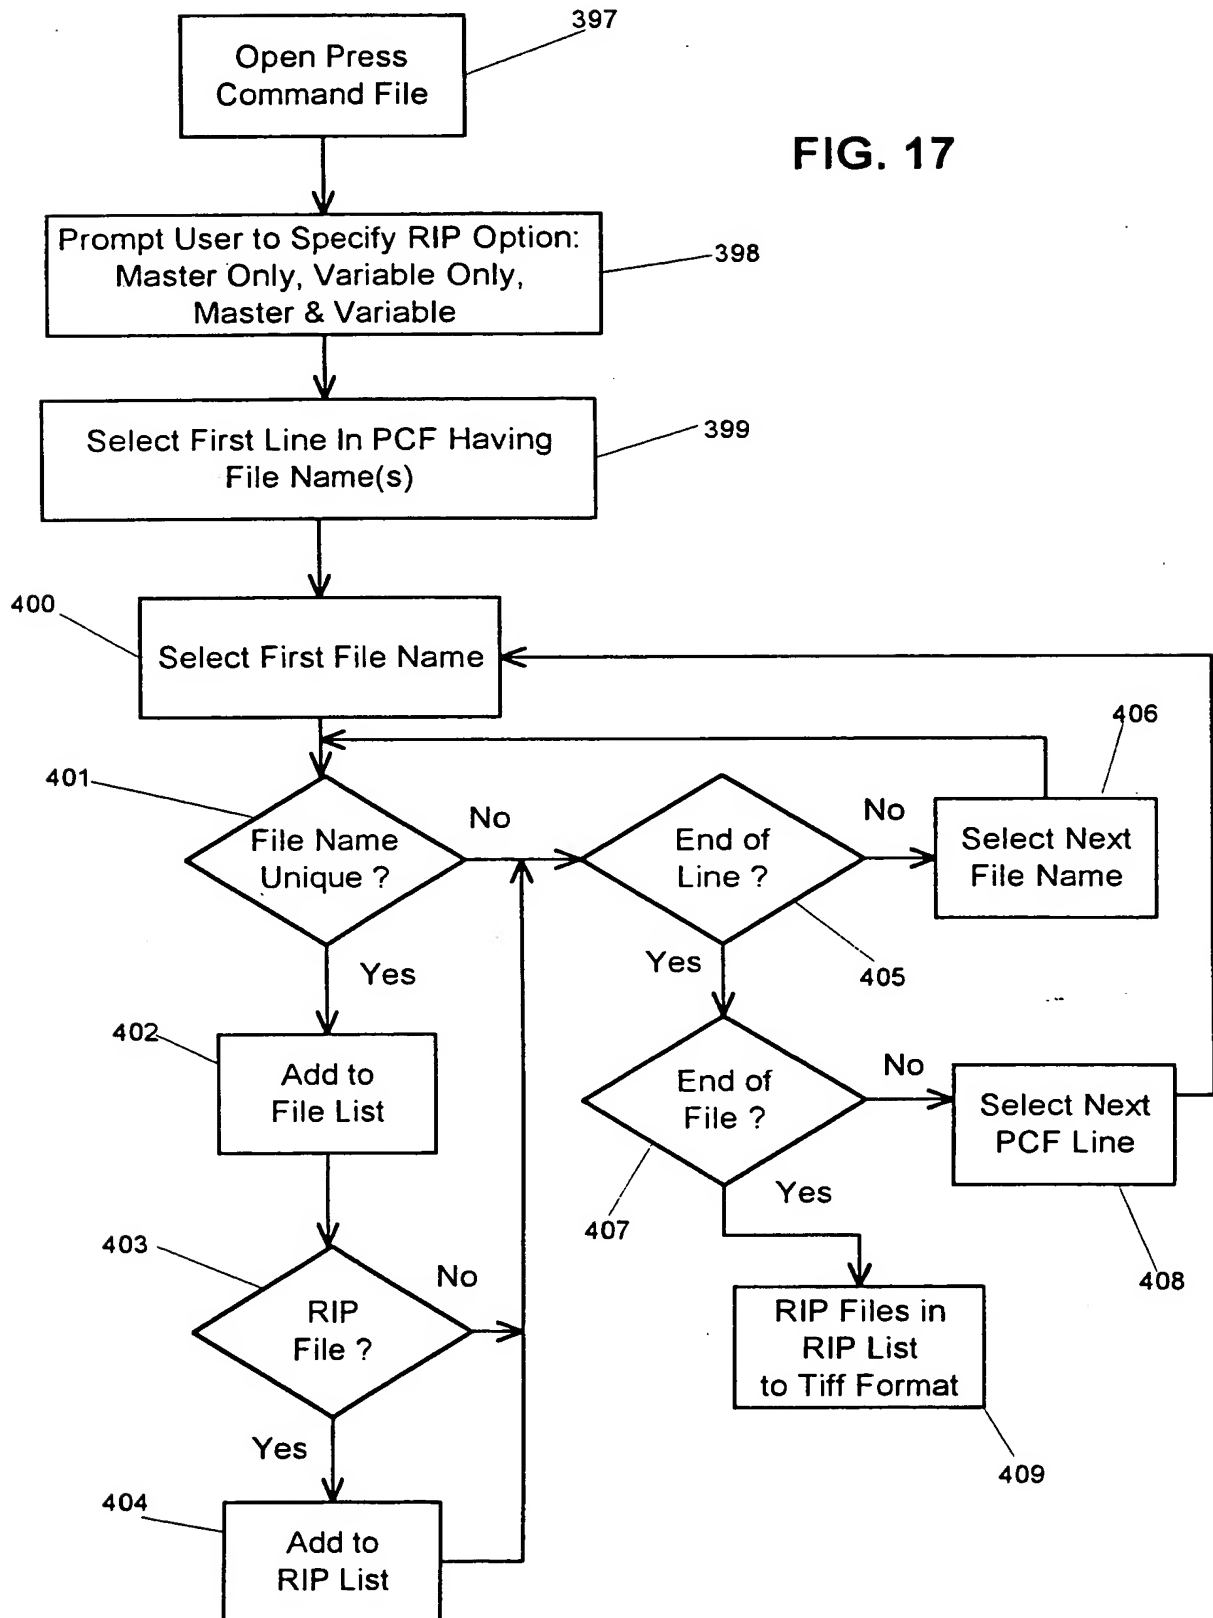 397
Open Press
Command File
FIG. 17
Prompt User to Specify RIP Option:
Master Only, Variable Only,
Master & Variable
398
Select First Line In PCF Having
File Name(s)
399
400
Select First File Name
406
401
File Name
Unique ?
No
End of
Line ?
No
Select Next
File Name
Yes
Yes
405
402
Add to
File List
End of
File ?
No
Select Next
PCF Line
Yes
407
408
403
RIP
File ?
No
RIP Files in
RIP List
to Tiff Format
Yes
409
404
Add to
RIP List